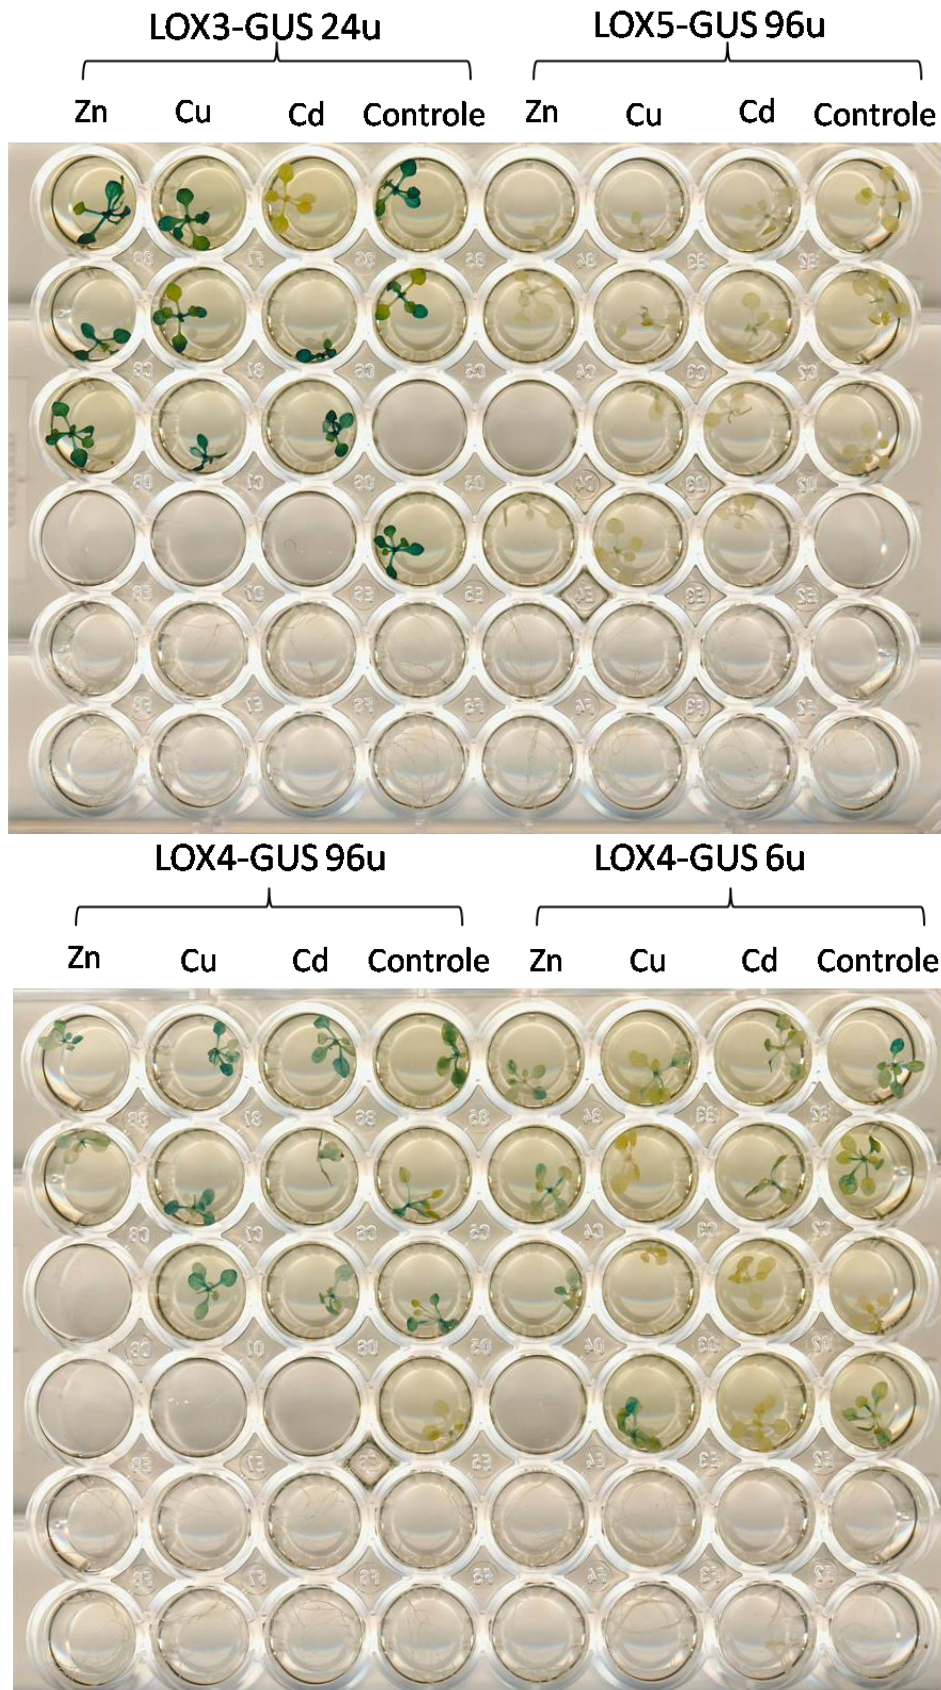 LOX3-GUS 24u LOX5-GUS 96u
Zn Cu Cd Controle Zn Cu Cd Controle
LOX4-GUS 96u LOX4-GUS 6u
Zn Cu Cd Controle Zn Cu Cd Controle